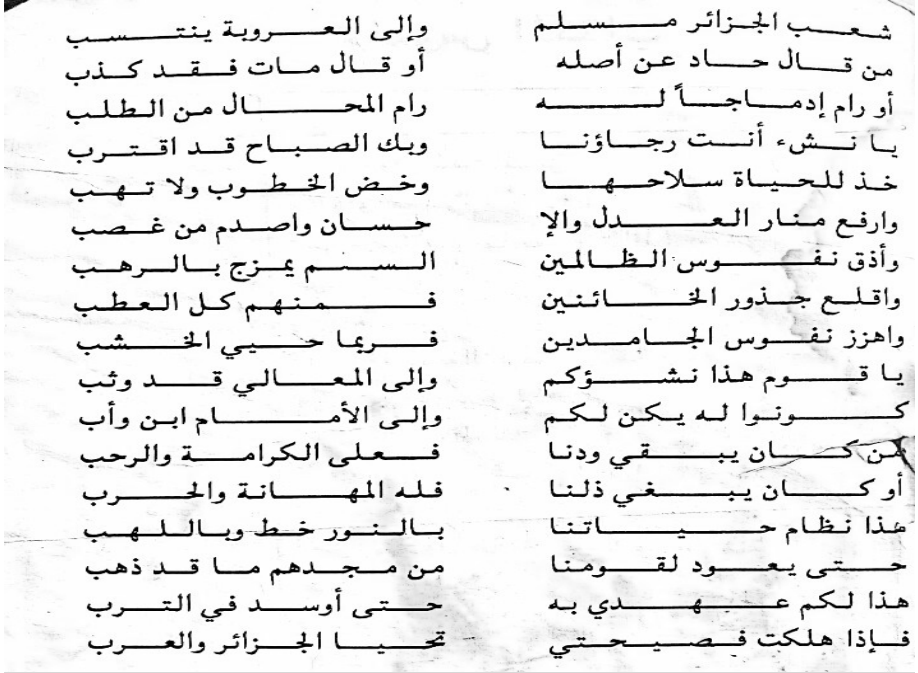 شعب الجزائر مسلم وإلى العروبة ينتسب
من قال حاد عن أصله أو قال مات فقد كذب
أو رام إدماجاً له رام المحال من الطلب
يا نشء أنت رجاؤنا وبك الصباح قد اقترب
خذ للحياة سلاحها وخض الخطوب ولا تهب
وارفع منار العدل والإ حسان واصدم من غصب
وأذق نفوس الظالمين السم يمزج بالرهب
واقلع جذور الخائنين فمنهم كل العطب
واهزز نفوس الجامدين فربما حيي الخشب
يا قوم هذا نشؤكم وإلى المعالي قد وثب
كونوا له يكن لكم وإلى الأمام ابن وأب
من كان يبقي ودنا فعلى الكرامة والرحب
أو كان يبغي ذلنا فله المهانة والحرب
هذا نظام حياتنا بالنور خط وباللهب
حتى يعود لقومنا من مجدهم ما قد ذهب
هذا لكم عهدي به حتى أوسد في الترب
فإذا هلكت فصيحتي تحيا الجزائر والعرب